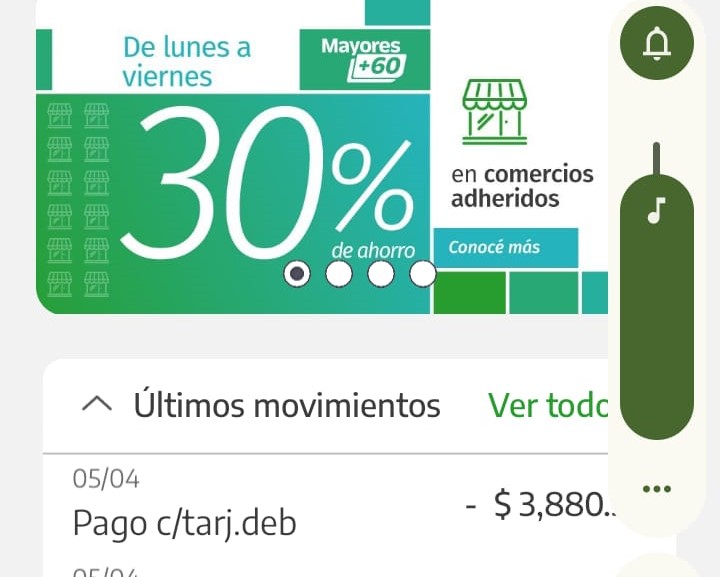 De lunes a
viernes
Mayores
+60
30%
de ahorro
en comercios
adheridos
Conocé más
Últimos movimientos
Ver todo
05/04
Pago c/tarj.deb
- $ 3,880.
05/04